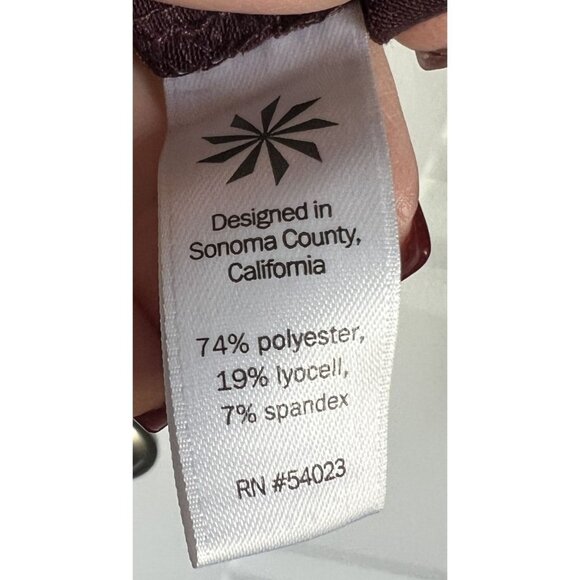 Designed in
Sonoma County,
California
74% polyester,
19% lyocell,
7% spandex
RN #54023